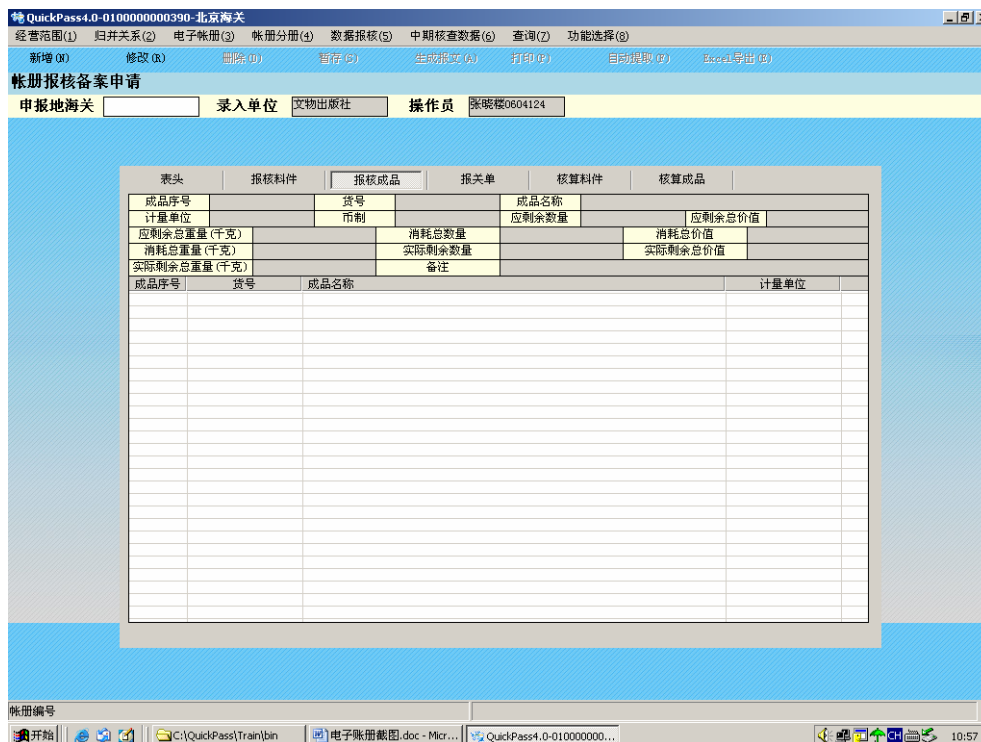 QuickPass4.0-0100000000390-北京海关
经营范围(1) 归并关系(2) 电子帐册(3) 帐册分册(4) 数据报核(5) 中期核查数据(6) 查询(7) 功能选择(8)
新增(N) 修改(R) 删除(D) 暂存(S) 生成报文(A) 打印(P) 自动提取(F) Excel导出(E)
帐册报核备案申请
申报地海关 录入单位 文物出版社 操作员 张晓楼0604124
表头 报核料件 报核成品 报关单 核算料件 核算成品
成品序号 货号 成品名称
计量单位 币制 应剩余数量 应剩余总价值
应剩余总重量(千克) 消耗总数量 消耗总价值
消耗总重量(千克) 实际剩余数量 实际剩余总价值
实际剩余总重量(千克) 备注
成品序号 货号 成品名称 计量单位
帐册编号
开始 C:\QuickPass\Train\bin 电子账册截图.doc - Micr... QuickPass4.0-010000000... CH 10:57